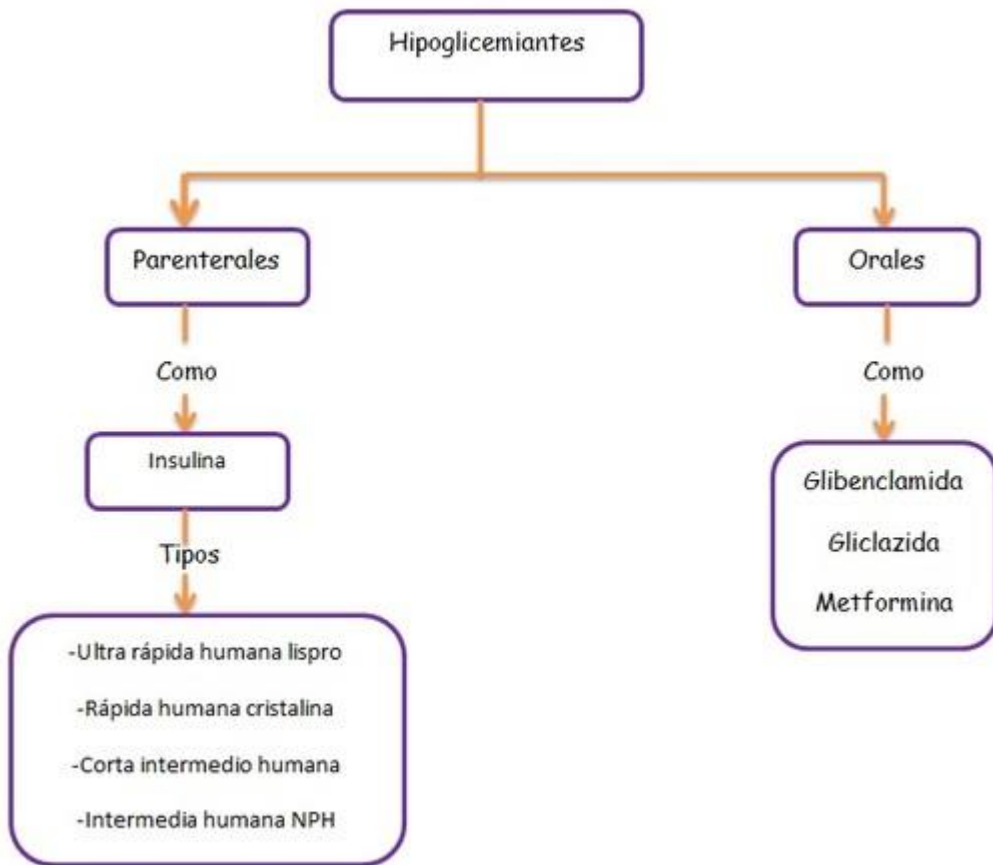 Hipoglicemiantes
Parenterales
Orales
Como
Como
Insulina
Glibenclamida
Gliclazida
Metformina
Tipos
-Ultra rápida humana lispro
-Rápida humana cristalina
-Corta intermedio humana
-Intermedia humana NPH